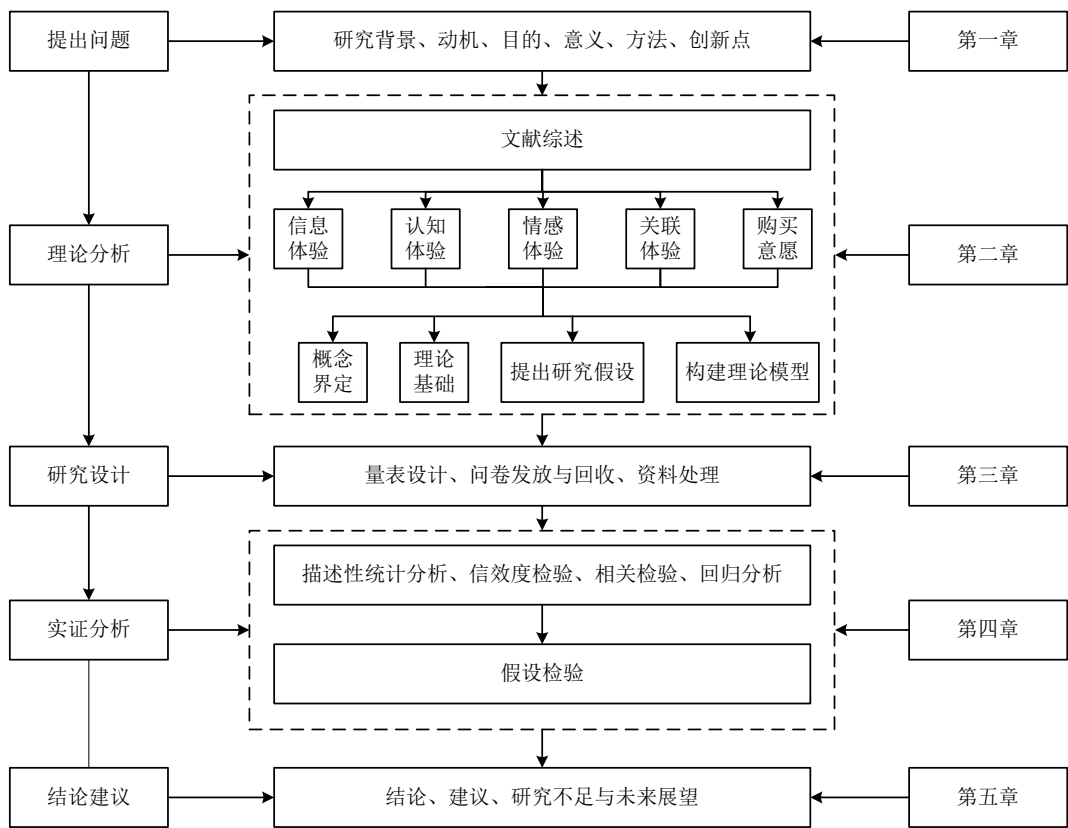 提出问题
研究背景、动机、目的、意义、方法、创新点
第一章
文献综述
信息
体验
认知
体验
情感
体验
关联
体验
购买
意愿
理论分析
第二章
概念
界定
理论
基础
提出研究假设
构建理论模型
研究设计
量表设计、问卷发放与回收、资料处理
第三章
描述性统计分析、信效度检验、相关检验、回归分析
实证分析
第四章
假设检验
结论建议
结论、建议、研究不足与未来展望
第五章